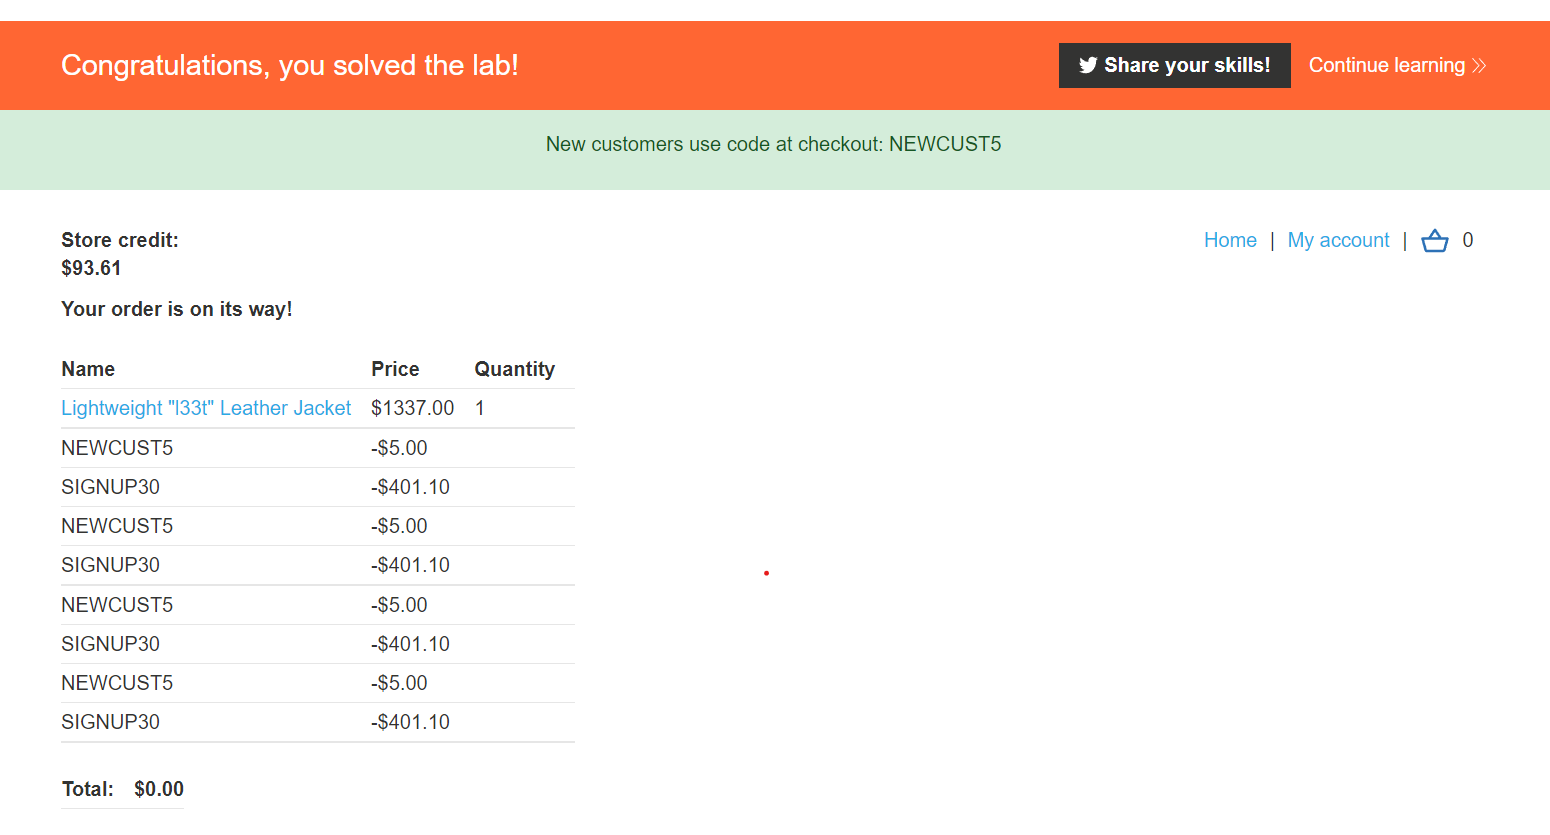 Congratulations, you solved the lab!
Share your skills!
Continue learning
New customers use code at checkout: NEWCUST5
Store credit:
$93.61
Home | My account | 0
Your order is on its way!
Name Price Quantity
Lightweight "l33t" Leather Jacket $1337.00 1
NEWCUST5 -$5.00
SIGNUP30 -$401.10
NEWCUST5 -$5.00
SIGNUP30 -$401.10
NEWCUST5 -$5.00
SIGNUP30 -$401.10
NEWCUST5 -$5.00
SIGNUP30 -$401.10
Total: $0.00